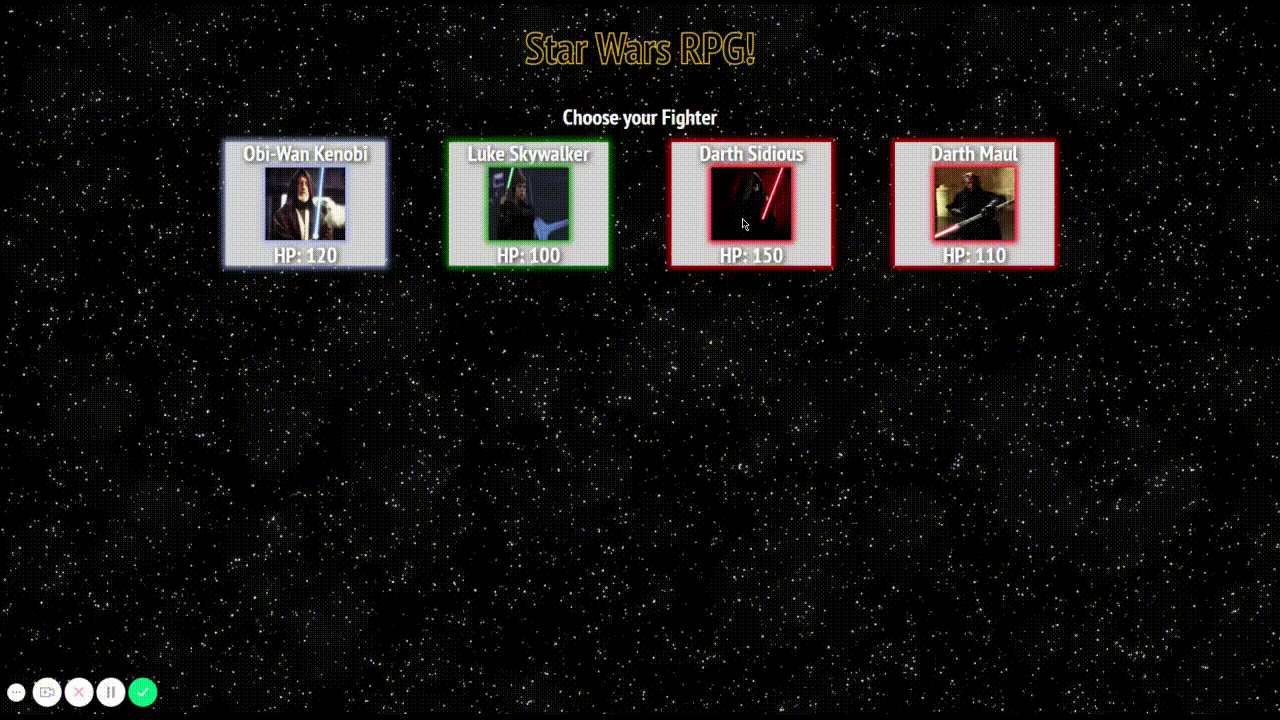 Star Wars RPG!
Choose your Fighter
Obi-Wan Kenobi
HP: 120
Luke Skywalker
HP: 100
Darth Sidious
HP: 150
Darth Maul
HP: 110